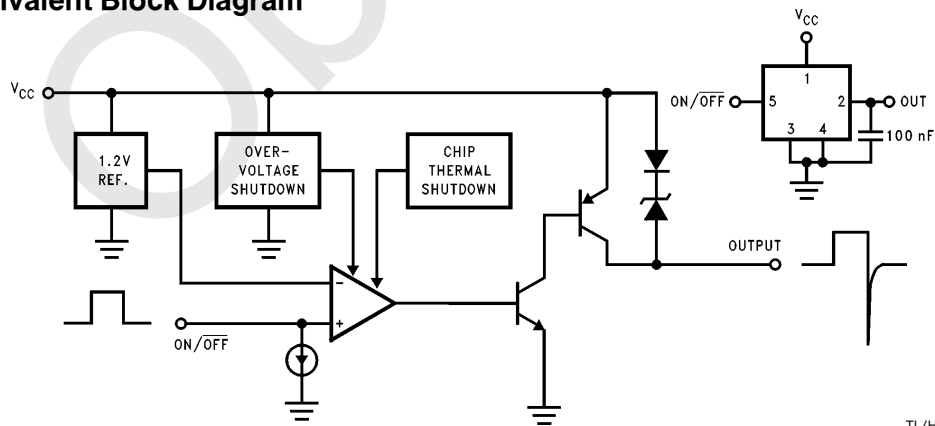 ivalent Block Diagram
VCC
VCC
1
ON/OFF
5
2
OUT
3
4
100 nF
1.2V
REF.
OVER-
VOLTAGE
SHUTDOWN
CHIP
THERMAL
SHUTDOWN
OUTPUT
−
+
ON/OFF
TL/H